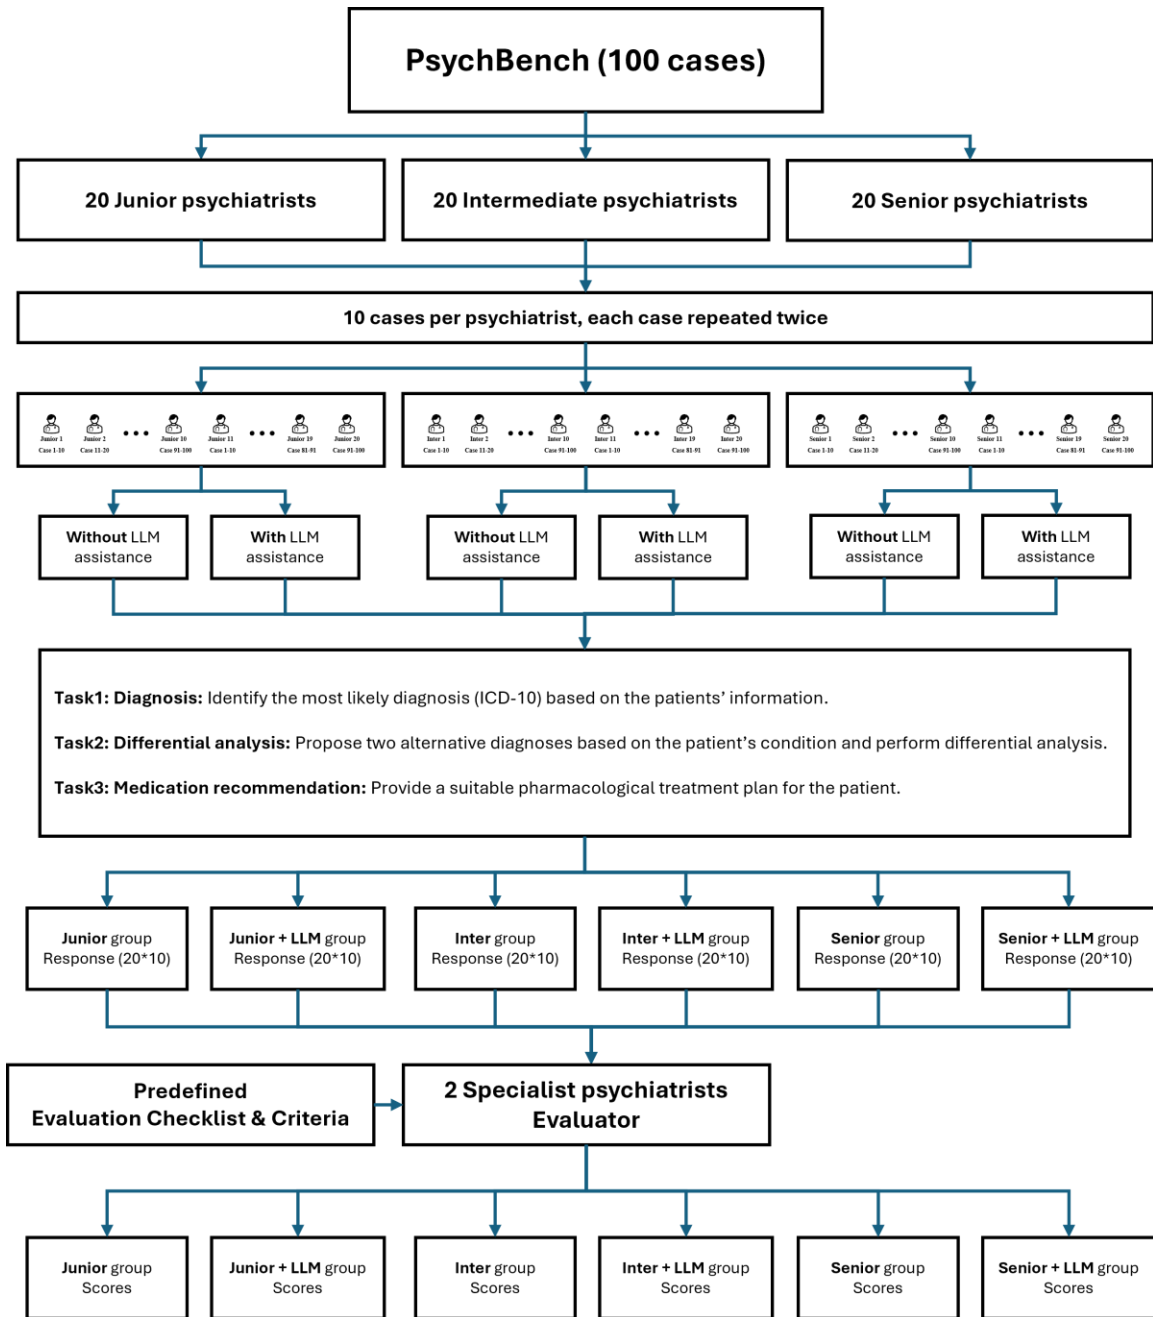 PsychBench (100 cases)
20 Junior psychiatrists
20 Intermediate psychiatrists
20 Senior psychiatrists
10 cases per psychiatrist, each case repeated twice
Junior 1
Junior 2
Junior 10
Junior 11
Junior 19
Junior 20
Case 1-10
Case 11-20
Case 91-100
Case 1-10
Case 81-91
Case 91-100
Inter 1
Inter 2
Inter 10
Inter 11
Inter 19
Inter 20
Case 1-10
Case 11-20
Case 91-100
Case 1-10
Case 81-91
Case 91-100
Senior 1
Senior 2
Senior 10
Senior 11
Senior 19
Senior 20
Case 1-10
Case 11-20
Case 91-100
Case 1-10
Case 81-91
Case 91-100
Without LLM
assistance
With LLM
assistance
Without LLM
assistance
With LLM
assistance
Without LLM
assistance
With LLM
assistance
Task1: Diagnosis: Identify the most likely diagnosis (ICD-10) based on the patients’ information.
Task2: Differential analysis: Propose two alternative diagnoses based on the patient’s condition and perform differential analysis.
Task3: Medication recommendation: Provide a suitable pharmacological treatment plan for the patient.
Junior group
Response (20*10)
Junior + LLM group
Response (20*10)
Inter group
Response (20*10)
Inter + LLM group
Response (20*10)
Senior group
Response (20*10)
Senior + LLM group
Response (20*10)
Predefined
Evaluation Checklist & Criteria
2 Specialist psychiatrists
Evaluator
Junior group
Scores
Junior + LLM group
Scores
Inter group
Scores
Inter + LLM group
Scores
Senior group
Scores
Senior + LLM group
Scores